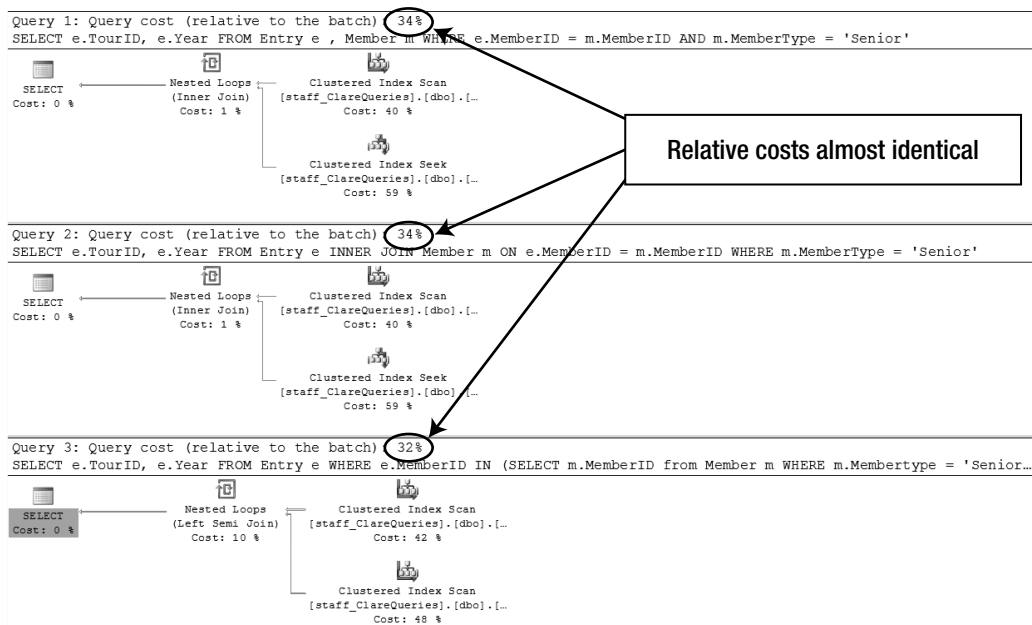 Query 1: Query cost (relative to the batch): 34%
SELECT e.TourID, e.Year FROM Entry e , Member m WHERE e.MemberID = m.MemberID AND m.MemberType = 'Senior'
SELECT
Cost: 0 %
Nested Loops
(Inner Join)
Cost: 1 %
Clustered Index Scan
[staff_ClareQueries].[dbo].[…
Cost: 40 %
Clustered Index Seek
[staff_ClareQueries].[dbo].[…
Cost: 59 %
Relative costs almost identical
Query 2: Query cost (relative to the batch): 34%
SELECT e.TourID, e.Year FROM Entry e INNER JOIN Member m ON e.MemberID = m.MemberID WHERE m.MemberType = 'Senior'
SELECT
Cost: 0 %
Nested Loops
(Inner Join)
Cost: 1 %
Clustered Index Scan
[staff_ClareQueries].[dbo].[…
Cost: 40 %
Clustered Index Seek
[staff_ClareQueries].[dbo].[…
Cost: 59 %
Query 3: Query cost (relative to the batch): 32%
SELECT e.TourID, e.Year FROM Entry e WHERE e.MemberID IN (SELECT m.MemberID from Member m WHERE m.Membertype = 'Senior…
SELECT
Cost: 0 %
Nested Loops
(Left Semi Join)
Cost: 10 %
Clustered Index Scan
[staff_ClareQueries].[dbo].[…
Cost: 42 %
Clustered Index Scan
[staff_ClareQueries].[dbo].[…
Cost: 48 %